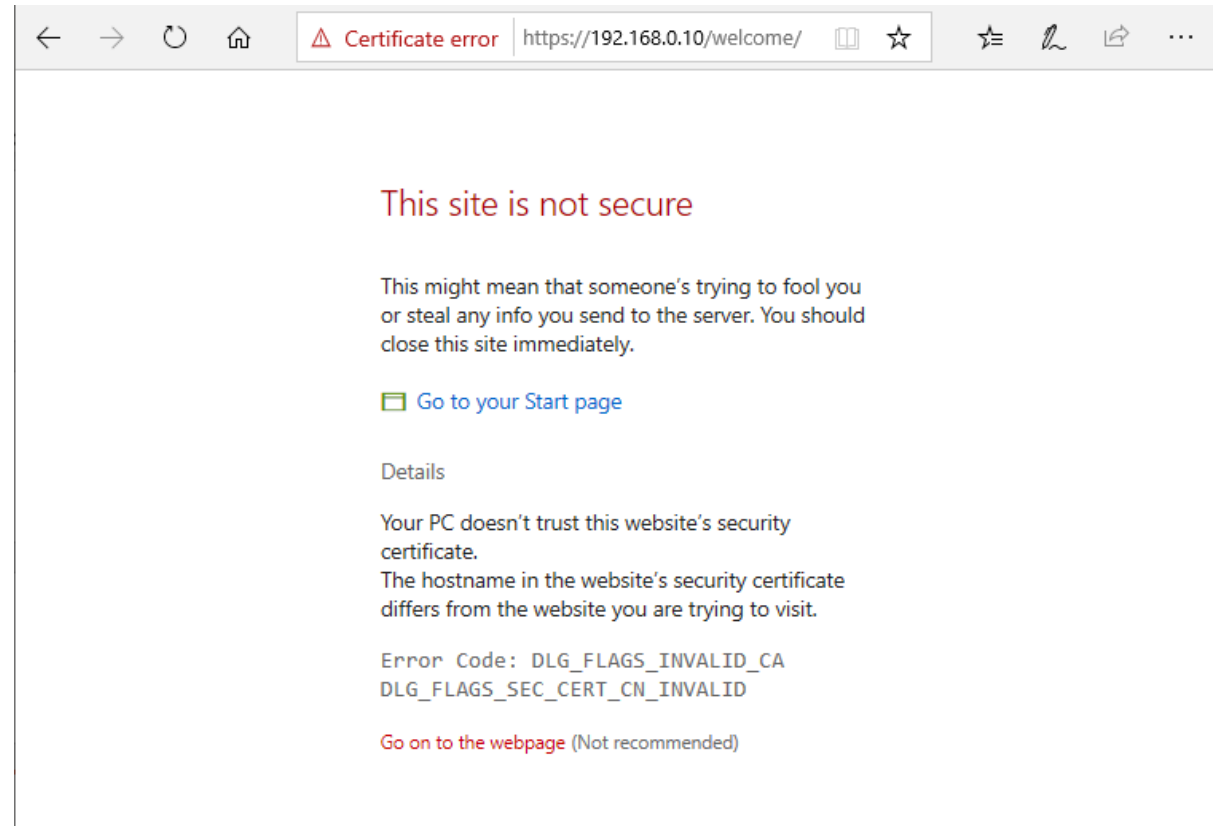 Certificate error https://192.168.0.10/welcome/
This site is not secure
This might mean that someone's trying to fool you
or steal any info you send to the server. You should
close this site immediately.
Go to your Start page
Details
Your PC doesn't trust this website's security
certificate.
The hostname in the website's security certificate
differs from the website you are trying to visit.
Error Code: DLG_FLAGS_INVALID_CA
DLG_FLAGS_SEC_CERT_CN_INVALID
Go on to the webpage (Not recommended)